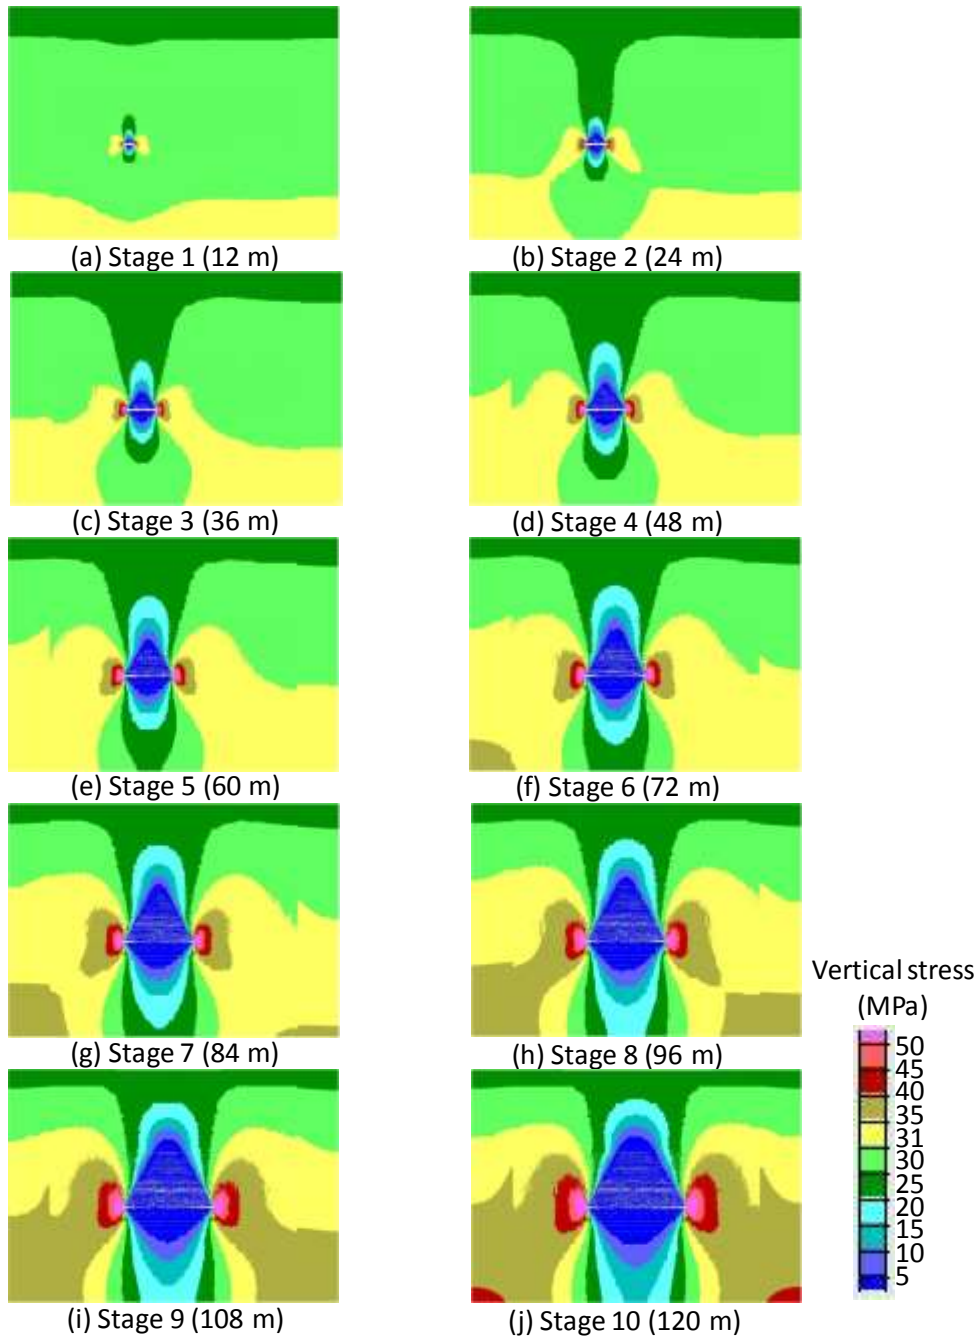 (a) Stage 1 (12 m)
(b) Stage 2 (24 m)
(c) Stage 3 (36 m)
(d) Stage 4 (48 m)
(e) Stage 5 (60 m)
(f) Stage 6 (72 m)
(g) Stage 7 (84 m)
(h) Stage 8 (96 m)
Vertical stress
(MPa)
50
45
40
35
31
30
25
20
15
10
5
(i) Stage 9 (108 m)
(j) Stage 10 (120 m)